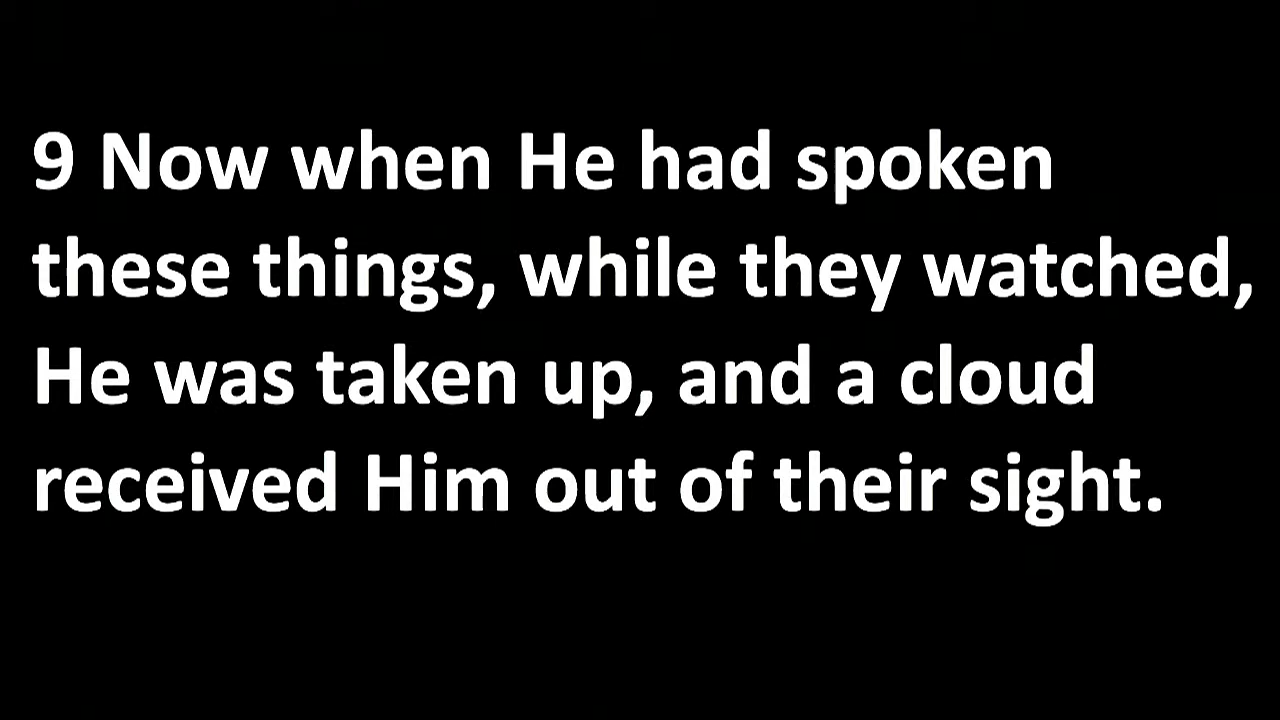 9 Now when He had spoken
these things, while they watched,
He was taken up, and a cloud
received Him out of their sight.